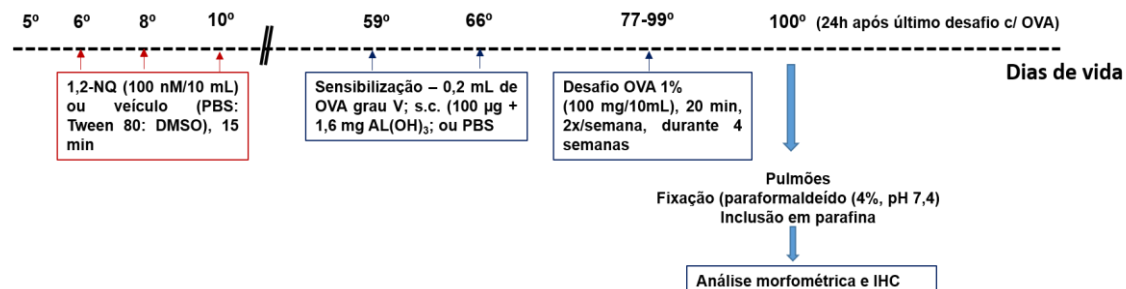 5º 6º 8º 10º 59º 66º 77-99º 100º (24h após último desafio c/ OVA)
Dias de vida
1,2-NQ (100 nM/10 mL)
ou veículo (PBS:
Tween 80: DMSO), 15
min
Sensibilização – 0,2 mL de
OVA grau V; s.c. (100 µg +
1,6 mg AL(OH)₃; ou PBS
Desafio OVA 1%
(100 mg/10mL), 20 min,
2x/semana, durante 4
semanas
Pulmões
Fixação (paraformaldeído (4%, pH 7,4)
Inclusão em parafina
Análise morfométrica e IHC